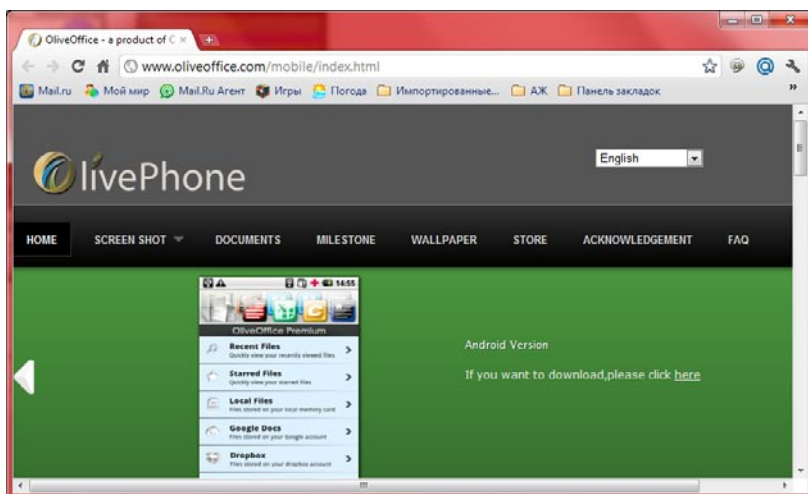 OliveOffice - a product of C
www.oliveoffice.com/mobile/index.html
Mail.ru Мой мир Mail.Ru Агент Игры Погода Импортированные... АЖ Панель закладок »
OlívePhone
English
HOME SCREEN SHOT DOCUMENTS MILESTONE WALLPAPER STORE ACKNOWLEDGEMENT FAQ
14:55
OliveOffice Premium
Recent Files
Quickly view your recently viewed files
Starred Files
Quickly view your starred files
Local Files
Files stored on your local memory card
Google Docs
Files stored on your Google account
Dropbox
Files stored on your dropbox account
Android Version
If you want to download,please click here